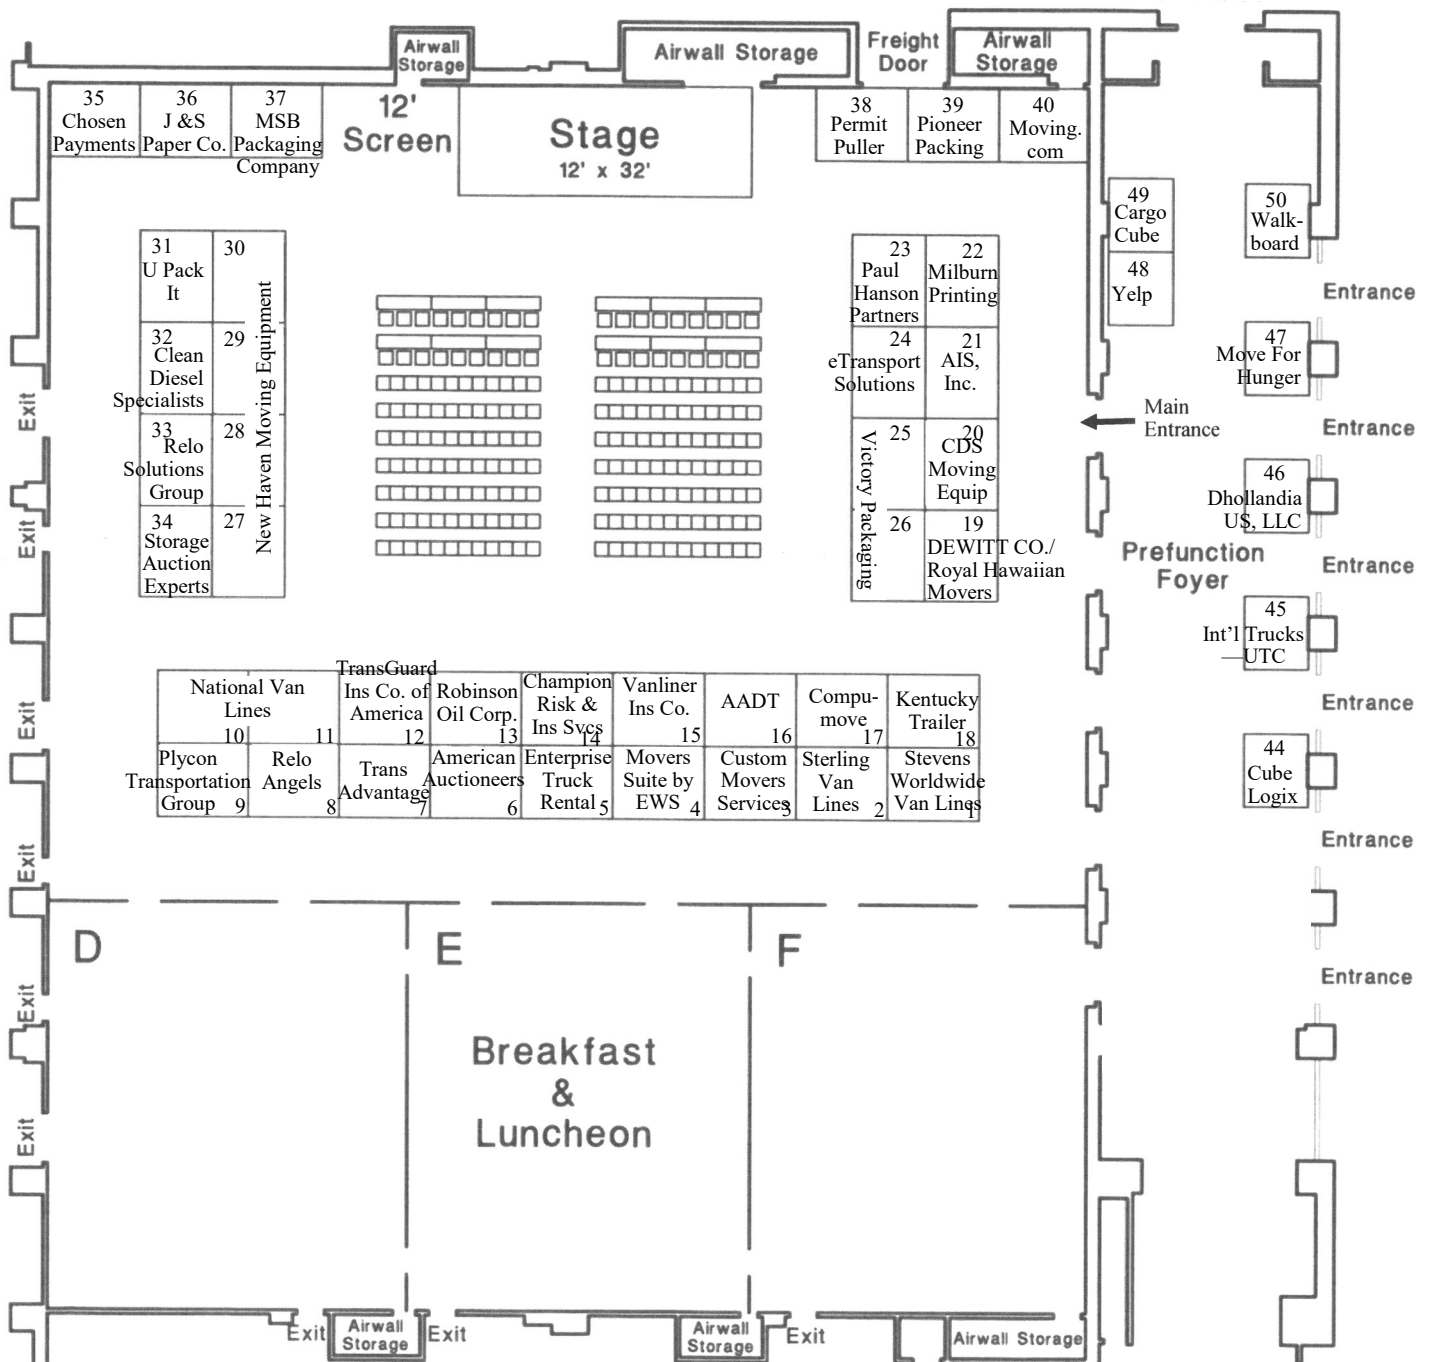 Airwall
Storage
Airwall Storage
Freight
Door
Airwall
Storage
35
Chosen
Payments
36
J &S
Paper Co.
37
MSB
Packaging
Company
12'
Screen
Stage
12' x 32'
38
Permit
Puller
39
Pioneer
Packing
40
Moving.
com
49
Cargo
Cube
48
Yelp
50
Walk-
board
Entrance
47
Move For
Hunger
Entrance
Main
Entrance
46
Dhollandia
US, LLC
Prefunction
Foyer
Entrance
45
Int'l Trucks
—UTC
Entrance
44
Cube
Logix
Entrance
Entrance
31
U Pack
It
30
32
Clean
Diesel
Specialists
29
33
Relo
Solutions
Group
28
34
Storage
Auction
Experts
27
New Haven Moving Equipment
23
Paul
Hanson
Partners
22
Milburn
Printing
24
eTransport
Solutions
21
AIS,
Inc.
25
20
CDS
Moving
Equip
26
Victory Packaging
19
DEWITT CO./
Royal Hawaiian
Movers
Exit
Exit
Exit
Exit
Exit
Exit
National Van
Lines
10
11
TransGuard
Ins Co. of
America
12
Robinson
Oil Corp.
13
Champion
Risk &
Ins Svcs
14
Vanliner
Ins Co.
15
AADT
16
Compu-
move
17
Kentucky
Trailer
18
Plycon
Transportation
Group
9
Relo
Angels
8
Trans
Advantage
7
American
Auctioneers
6
Enterprise
Truck
Rental
5
Movers
Suite by
EWS
4
Custom
Movers
Services
3
Sterling
Van
Lines
2
Stevens
Worldwide
Van Lines
1
D
E
F
Breakfast
&
Luncheon
Exit
Airwall
Storage
Exit
Airwall
Storage
Exit
Airwall Storage